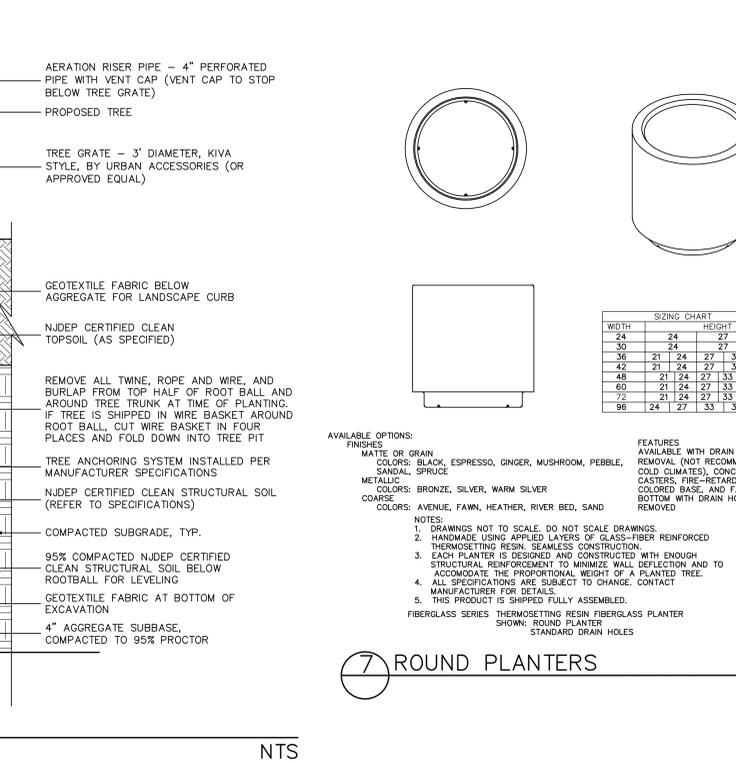 AERATION RISER PIPE – 4" PERFORATED
PIPE WITH VENT CAP (VENT CAP TO STOP
BELOW TREE GRATE)
PROPOSED TREE
TREE GRATE – 3' DIAMETER, KIVA
STYLE, BY URBAN ACCESSORIES (OR
APPROVED EQUAL)
GEOTEXTILE FABRIC BELOW
AGGREGATE FOR LANDSCAPE CURB
NJDEP CERTIFIED CLEAN
TOPSOIL (AS SPECIFIED)
REMOVE ALL TWINE, ROPE AND WIRE, AND
BURLAP FROM TOP HALF OF ROOT BALL AND
AROUND TREE TRUNK AT TIME OF PLANTING.
IF TREE IS SHIPPED IN WIRE BASKET AROUND
ROOT BALL, CUT WIRE BASKET IN FOUR
PLACES AND FOLD DOWN INTO TREE PIT
TREE ANCHORING SYSTEM INSTALLED PER
MANUFACTURER SPECIFICATIONS
NJDEP CERTIFIED CLEAN STRUCTURAL SOIL
(REFER TO SPECIFICATIONS)
COMPACTED SUBGRADE, TYP.
95% COMPACTED NJDEP CERTIFIED
CLEAN STRUCTURAL SOIL BELOW
ROOTBALL FOR LEVELING
GEOTEXTILE FABRIC AT BOTTOM OF
EXCAVATION
4" AGGREGATE SUBBASE,
COMPACTED TO 95% PROCTOR
NTS
SIZING CHART
WIDTH HEIGHT
24 24 27
30 24 27
36 21 24 27 3
42 21 24 27 3
48 21 24 27 33
60 21 24 27 33
72 21 24 27 33
96 24 27 33 3
AVAILABLE OPTIONS:
FINISHES
MATTE OR GRAIN
COLORS: BLACK, ESPRESSO, GINGER, MUSHROOM, PEBBLE,
SANDAL, SPRUCE
METALLIC
COLORS: BRONZE, SILVER, WARM SILVER
COARSE
COLORS: AVENUE, FAWN, HEATHER, RIVER BED, SAND
FEATURES
AVAILABLE WITH DRAIN
REMOVAL (NOT RECOMM
COLD CLIMATES), CONC
CASTERS, FIRE–RETARD
COLORED BASE, AND F
BOTTOM WITH DRAIN HO
REMOVED
NOTES:
1. DRAWINGS NOT TO SCALE. DO NOT SCALE DRAWINGS.
2. HANDMADE USING APPLIED LAYERS OF GLASS–FIBER REINFORCED
THERMOSETTING RESIN. SEAMLESS CONSTRUCTION.
3. EACH PLANTER IS DESIGNED AND CONSTRUCTED WITH ENOUGH
STRUCTURAL REINFORCEMENT TO MINIMIZE WALL DEFLECTION AND TO
ACCOMODATE THE PROPORTIONAL WEIGHT OF A PLANTED TREE.
4. ALL SPECIFICATIONS ARE SUBJECT TO CHANGE. CONTACT
MANUFACTURER FOR DETAILS.
5. THIS PRODUCT IS SHIPPED FULLY ASSEMBLED.
FIBERGLASS SERIES THERMOSETTING RESIN FIBERGLASS PLANTER
SHOWN: ROUND PLANTER
STANDARD DRAIN HOLES
7 ROUND PLANTERS